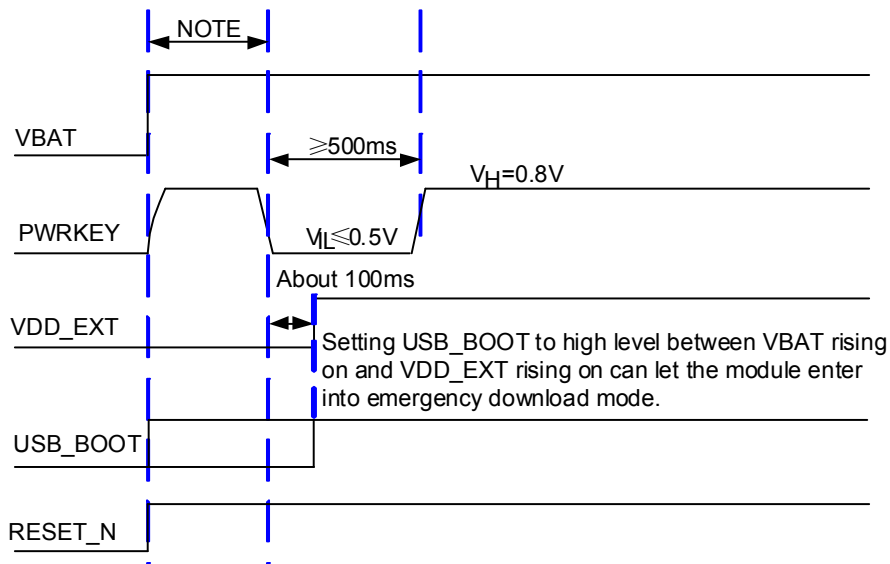 NOTE
VBAT
≥500ms
VH=0.8V
PWRKEY
VIL≤0.5V
About 100ms
VDD_EXT
Setting USB_BOOT to high level between VBAT rising
on and VDD_EXT rising on can let the module enter
into emergency download mode.
USB_BOOT
RESET_N